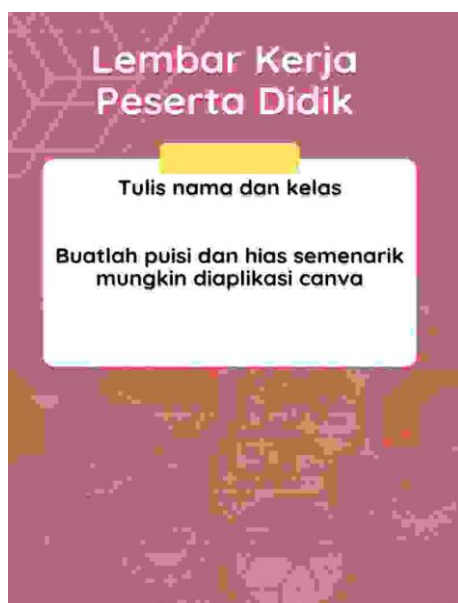 Lembar Kerja
Peserta Didik
Tulis nama dan kelas
Buatlah puisi dan hias semenarik
mungkin diaplikasi canva